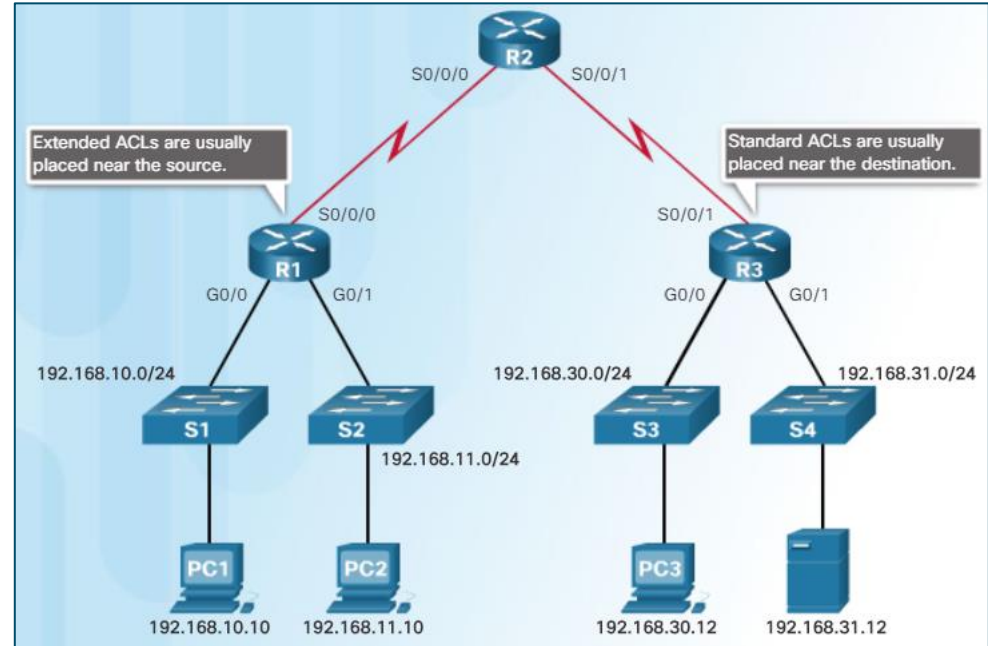 R2
S0/0/0
S0/0/1
Extended ACLs are usually
placed near the source.
Standard ACLs are usually
placed near the destination.
S0/0/0
S0/0/1
R1
R3
G0/0
G0/1
G0/0
G0/1
192.168.10.0/24
192.168.30.0/24
192.168.31.0/24
S1
S2
S3
S4
192.168.11.0/24
PC1
PC2
PC3
192.168.10.10
192.168.11.10
192.168.30.12
192.168.31.12